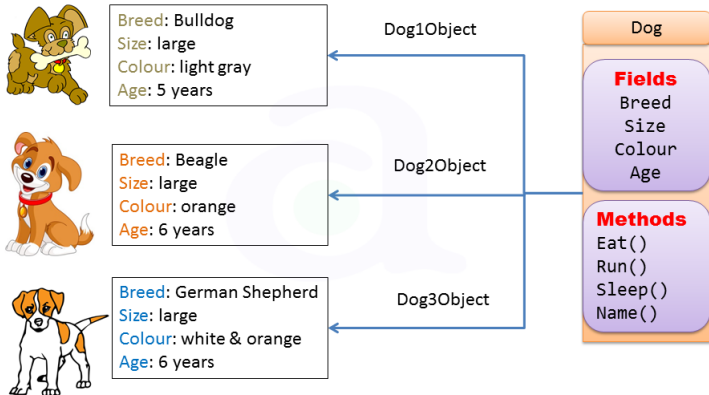 Breed: Bulldog
Size: large
Colour: light gray
Age: 5 years
Dog1Object
Breed: Beagle
Size: large
Colour: orange
Age: 6 years
Dog2Object
Breed: German Shepherd
Size: large
Colour: white & orange
Age: 6 years
Dog3Object
Dog
Fields
Breed
Size
Colour
Age
Methods
Eat()
Run()
Sleep()
Name()